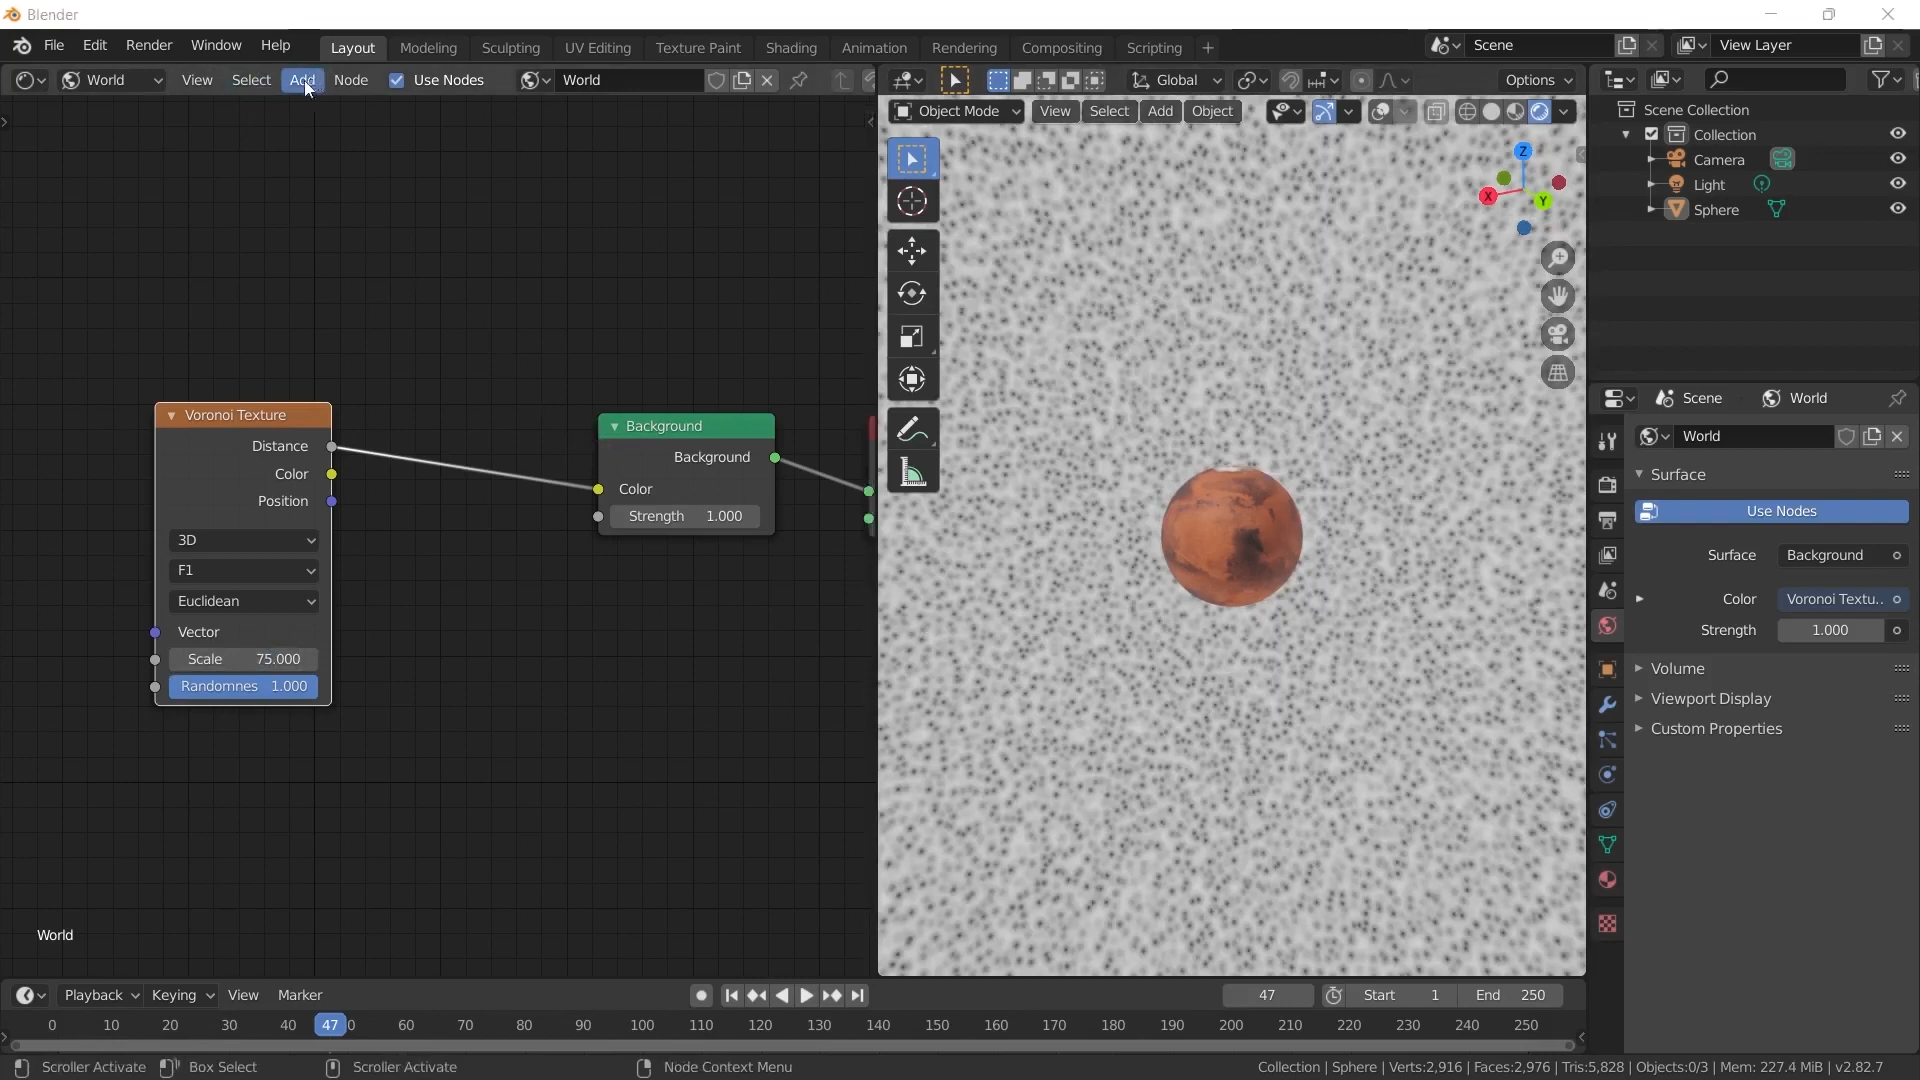 Blender
File Edit Render Window Help Layout Modeling Sculpting UV Editing Texture Paint Shading Animation Rendering Compositing Scripting + Scene View Layer
World View Select Add Node Use Nodes World Global Options
Object Mode View Select Add Object
Z
X
Y
Scene Collection
Collection
Camera
Light
Sphere
Voronoi Texture
Distance
Color
Position
3D
F1
Euclidean
Vector
Scale 75.000
Randomnes 1.000
Background
Background
Color
Strength 1.000
World
Scene World
World
Surface
Use Nodes
Surface Background
Color Voronoi Textu..
Strength 1.000
Volume
Viewport Display
Custom Properties
Playback Keying View Marker 47 Start 1 End 250
0 10 20 30 40 47 0 60 70 80 90 100 110 120 130 140 150 160 170 180 190 200 210 220 230 240 250
Scroller Activate Box Select Scroller Activate Node Context Menu Collection | Sphere | Verts:2,916 | Faces:2,976 | Tris:5,828 | Objects:0/3 | Mem: 227.4 MiB | v2.82.7